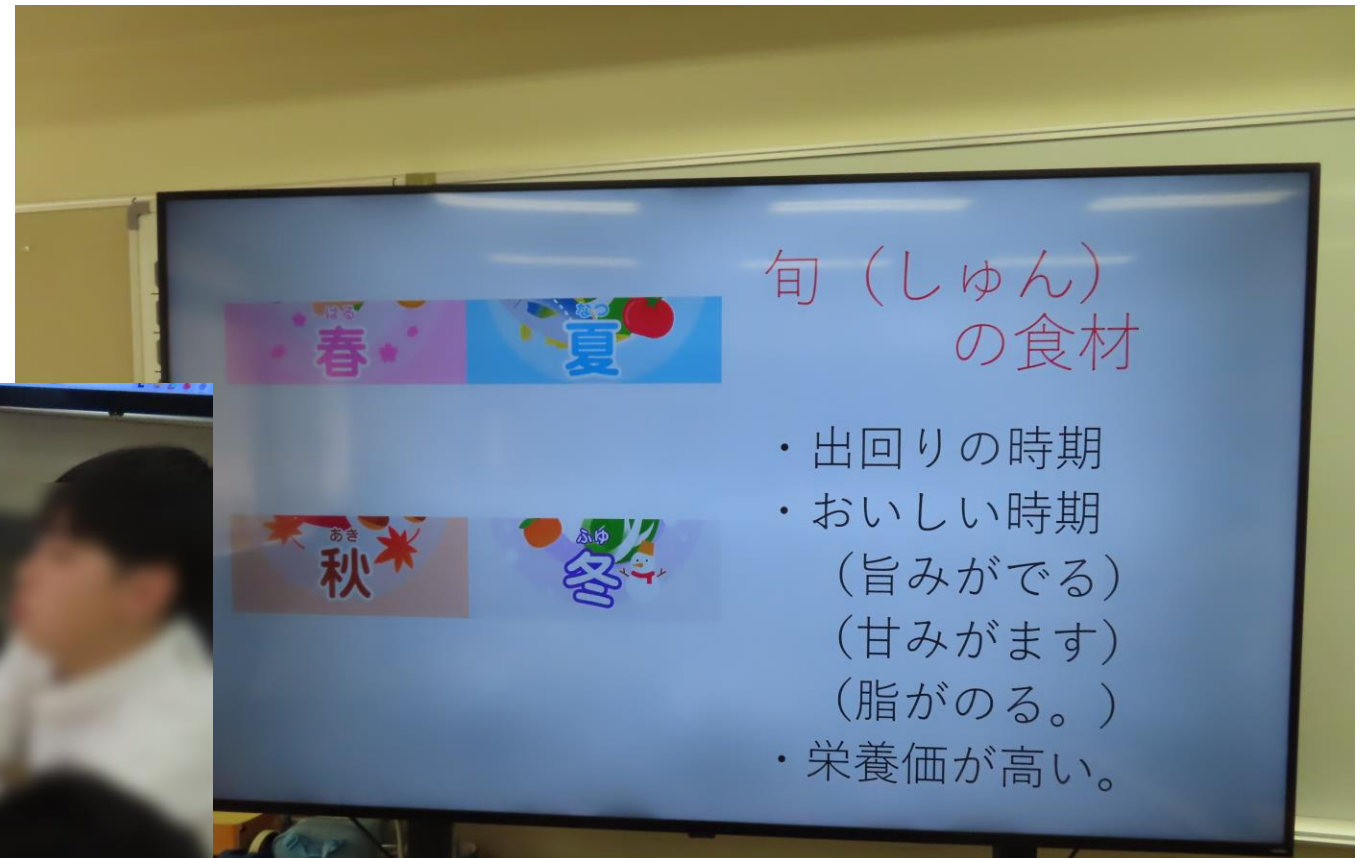 旬（しゅん）
の食材
はる
春
なつ
夏
あき
秋
ふゆ
冬
・出回りの時期
・おいしい時期
（旨みがでる）
（甘みがます）
（脂がのる。）
・栄養価が高い。